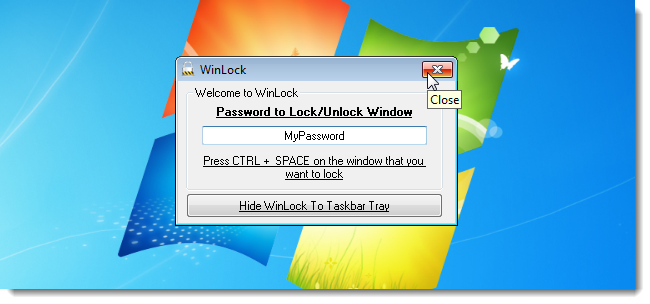 WinLock
Close
Welcome to WinLock
Password to Lock/Unlock Window
MyPassword
Press CTRL + SPACE on the window that you
want to lock
Hide WinLock To Taskbar Tray